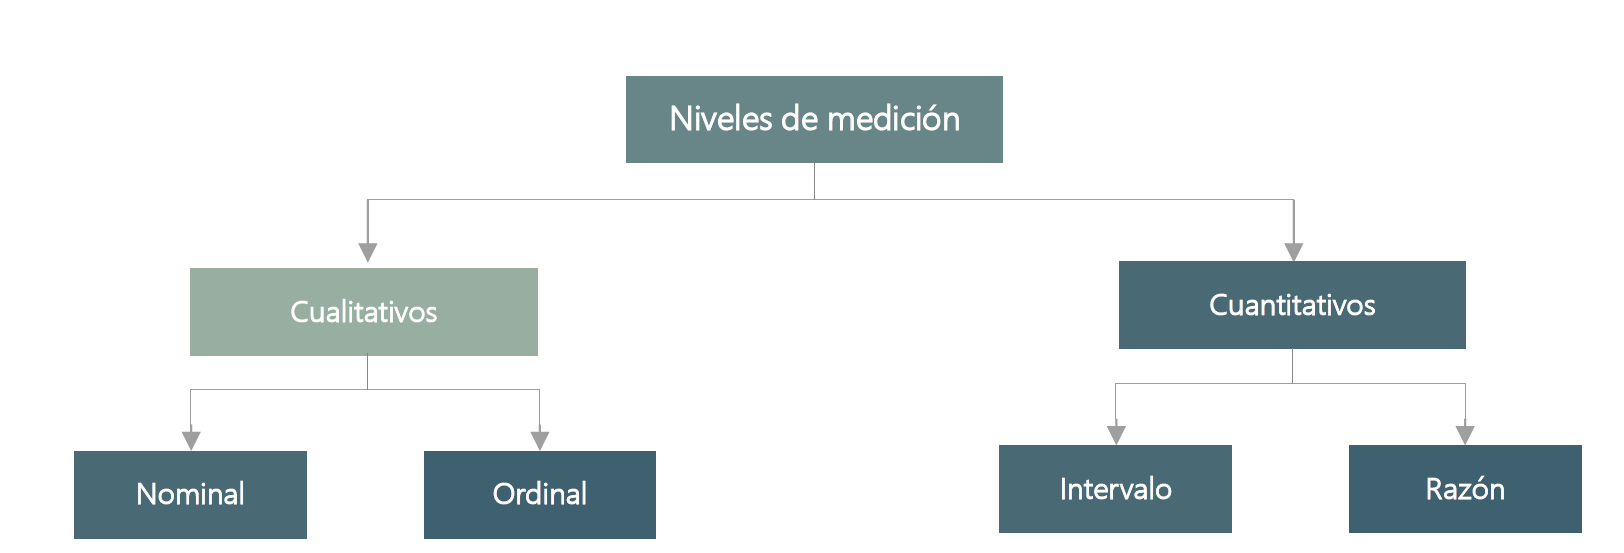 Niveles de medición
Cualitativos
Cuantitativos
Nominal
Ordinal
Intervalo
Razón